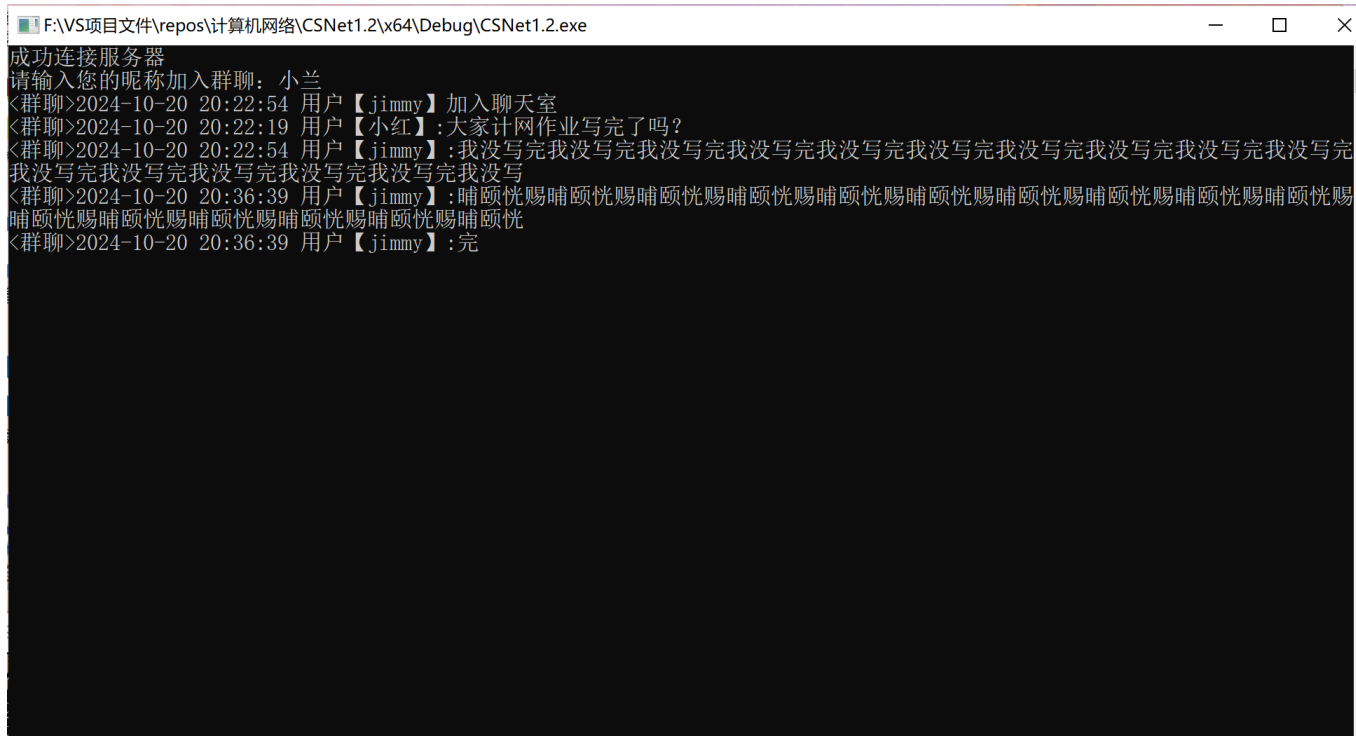 F:\VS项目文件\repos\计算机网络\CSNet1.2\x64\Debug\CSNet1.2.exe
成功连接服务器
请输入您的昵称加入群聊：小兰
<群聊>2024-10-20 20:22:54 用户【jimmy】加入聊天室
<群聊>2024-10-20 20:22:19 用户【小红】:大家计网作业写完了吗？
<群聊>2024-10-20 20:22:54 用户【jimmy】:我没写完我没写完我没写完我没写完我没写完我没写完我没写完我没写完我没写完我没写完
我没写完我没写完我没写完我没写完我没写完我没写
<群聊>2024-10-20 20:36:39 用户【jimmy】:晡颐恍赐晡颐恍赐晡颐恍赐晡颐恍赐晡颐恍赐晡颐恍赐晡颐恍赐晡颐恍赐晡颐恍赐晡颐恍赐
晡颐恍赐晡颐恍赐晡颐恍赐晡颐恍赐晡颐恍赐晡颐恍
<群聊>2024-10-20 20:36:39 用户【jimmy】:完